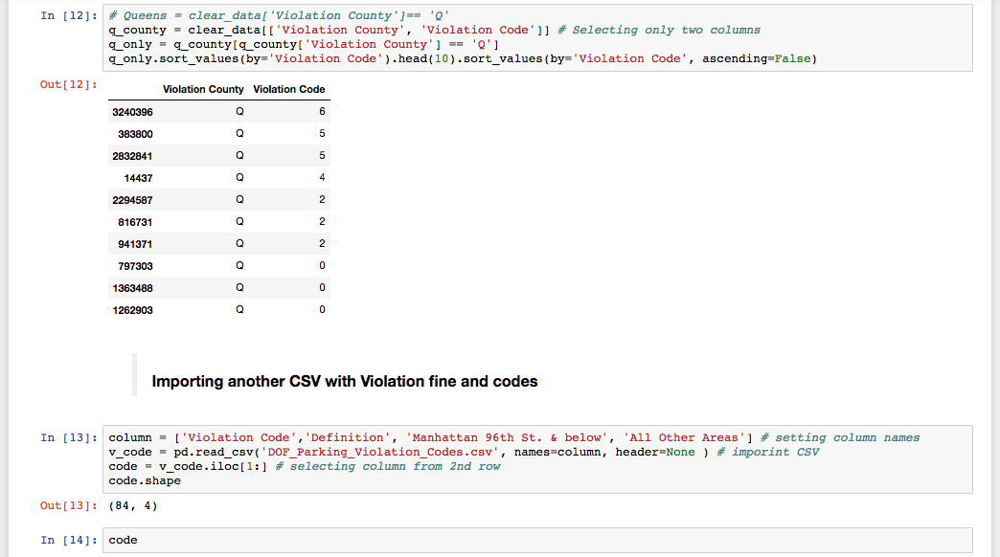 In [12]: # Queens = clear_data['Violation County']== 'Q'
q_county = clear_data[['Violation County', 'Violation Code']] # Selecting only two columns
q_only = q_county[q_county['Violation County'] == 'Q']
q_only.sort_values(by='Violation Code').head(10).sort_values(by='Violation Code', ascending=False)
Out[12]:
Violation County Violation Code
3240396 Q 6
383800 Q 5
2832841 Q 5
14437 Q 4
2294587 Q 2
816731 Q 2
941371 Q 2
797303 Q 0
1363488 Q 0
1262903 Q 0
Importing another CSV with Violation fine and codes
In [13]: column = ['Violation Code','Definition', 'Manhattan 96th St. & below', 'All Other Areas'] # setting column names
v_code = pd.read_csv('DOF_Parking_Violation_Codes.csv', names=column, header=None ) # imporint CSV
code = v_code.iloc[1:] # selecting column from 2nd row
code.shape
Out[13]: (84, 4)
In [14]: code